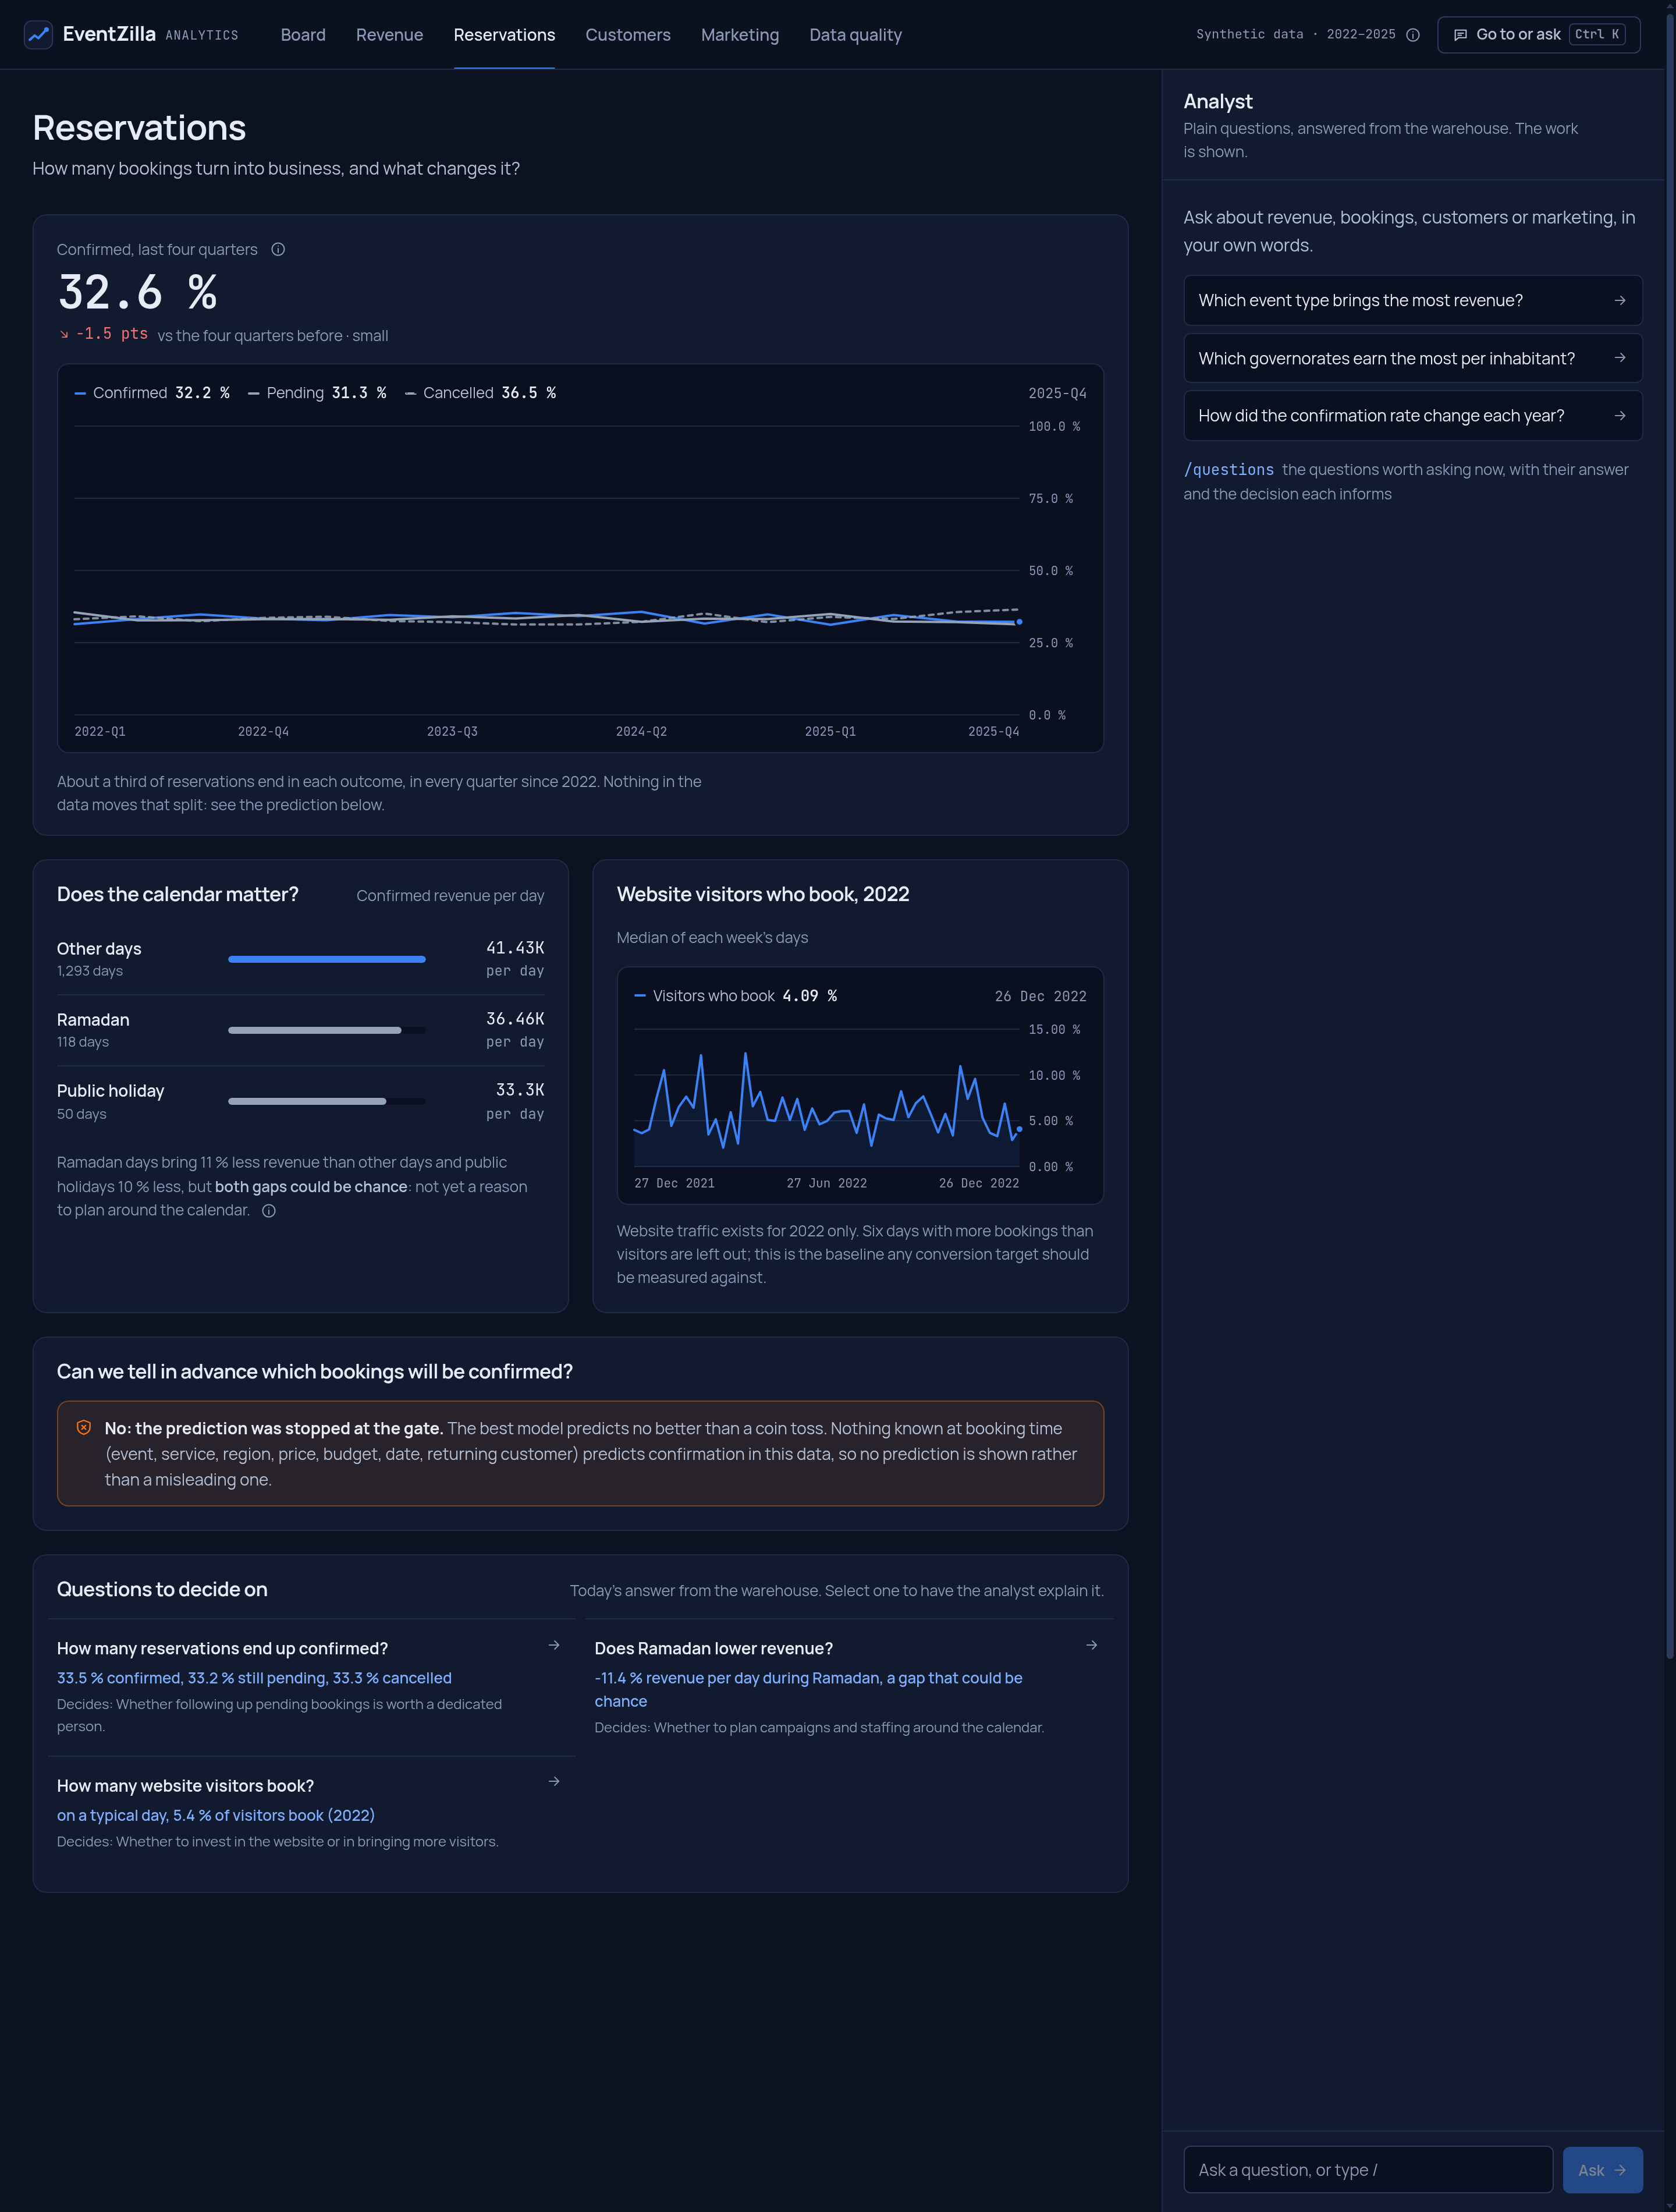 EventZilla ANALYTICS
Board Revenue Reservations Customers Marketing Data quality
Synthetic data · 2022–2025
Go to or ask Ctrl K
Reservations
How many bookings turn into business, and what changes it?
Confirmed, last four quarters
32.6 %
-1.5 pts vs the four quarters before · small
Confirmed 32.2 % Pending 31.3 % Cancelled 36.5 % 2025-Q4
100.0 %
75.0 %
50.0 %
25.0 %
0.0 %
2022-Q1 2022-Q4 2023-Q3 2024-Q2 2025-Q1 2025-Q4
About a third of reservations end in each outcome, in every quarter since 2022. Nothing in the
data moves that split: see the prediction below.
Does the calendar matter? Confirmed revenue per day
Other days 41.43K
1,293 days per day
Ramadan 36.46K
118 days per day
Public holiday 33.3K
50 days per day
Ramadan days bring 11 % less revenue than other days and public
holidays 10 % less, but both gaps could be chance: not yet a reason
to plan around the calendar.
Website visitors who book, 2022
Median of each week's days
Visitors who book 4.09 % 26 Dec 2022
15.00 %
10.00 %
5.00 %
0.00 %
27 Dec 2021 27 Jun 2022 26 Dec 2022
Website traffic exists for 2022 only. Six days with more bookings than
visitors are left out; this is the baseline any conversion target should
be measured against.
Can we tell in advance which bookings will be confirmed?
No: the prediction was stopped at the gate. The best model predicts no better than a coin toss. Nothing known at booking time
(event, service, region, price, budget, date, returning customer) predicts confirmation in this data, so no prediction is shown rather
than a misleading one.
Questions to decide on Today's answer from the warehouse. Select one to have the analyst explain it.
How many reservations end up confirmed?
33.5 % confirmed, 33.2 % still pending, 33.3 % cancelled
Decides: Whether following up pending bookings is worth a dedicated
person.
Does Ramadan lower revenue?
-11.4 % revenue per day during Ramadan, a gap that could be
chance
Decides: Whether to plan campaigns and staffing around the calendar.
How many website visitors book?
on a typical day, 5.4 % of visitors book (2022)
Decides: Whether to invest in the website or in bringing more visitors.
Analyst
Plain questions, answered from the warehouse. The work
is shown.
Ask about revenue, bookings, customers or marketing, in
your own words.
Which event type brings the most revenue?
Which governorates earn the most per inhabitant?
How did the confirmation rate change each year?
/questions the questions worth asking now, with their answer
and the decision each informs
Ask a question, or type /
Ask